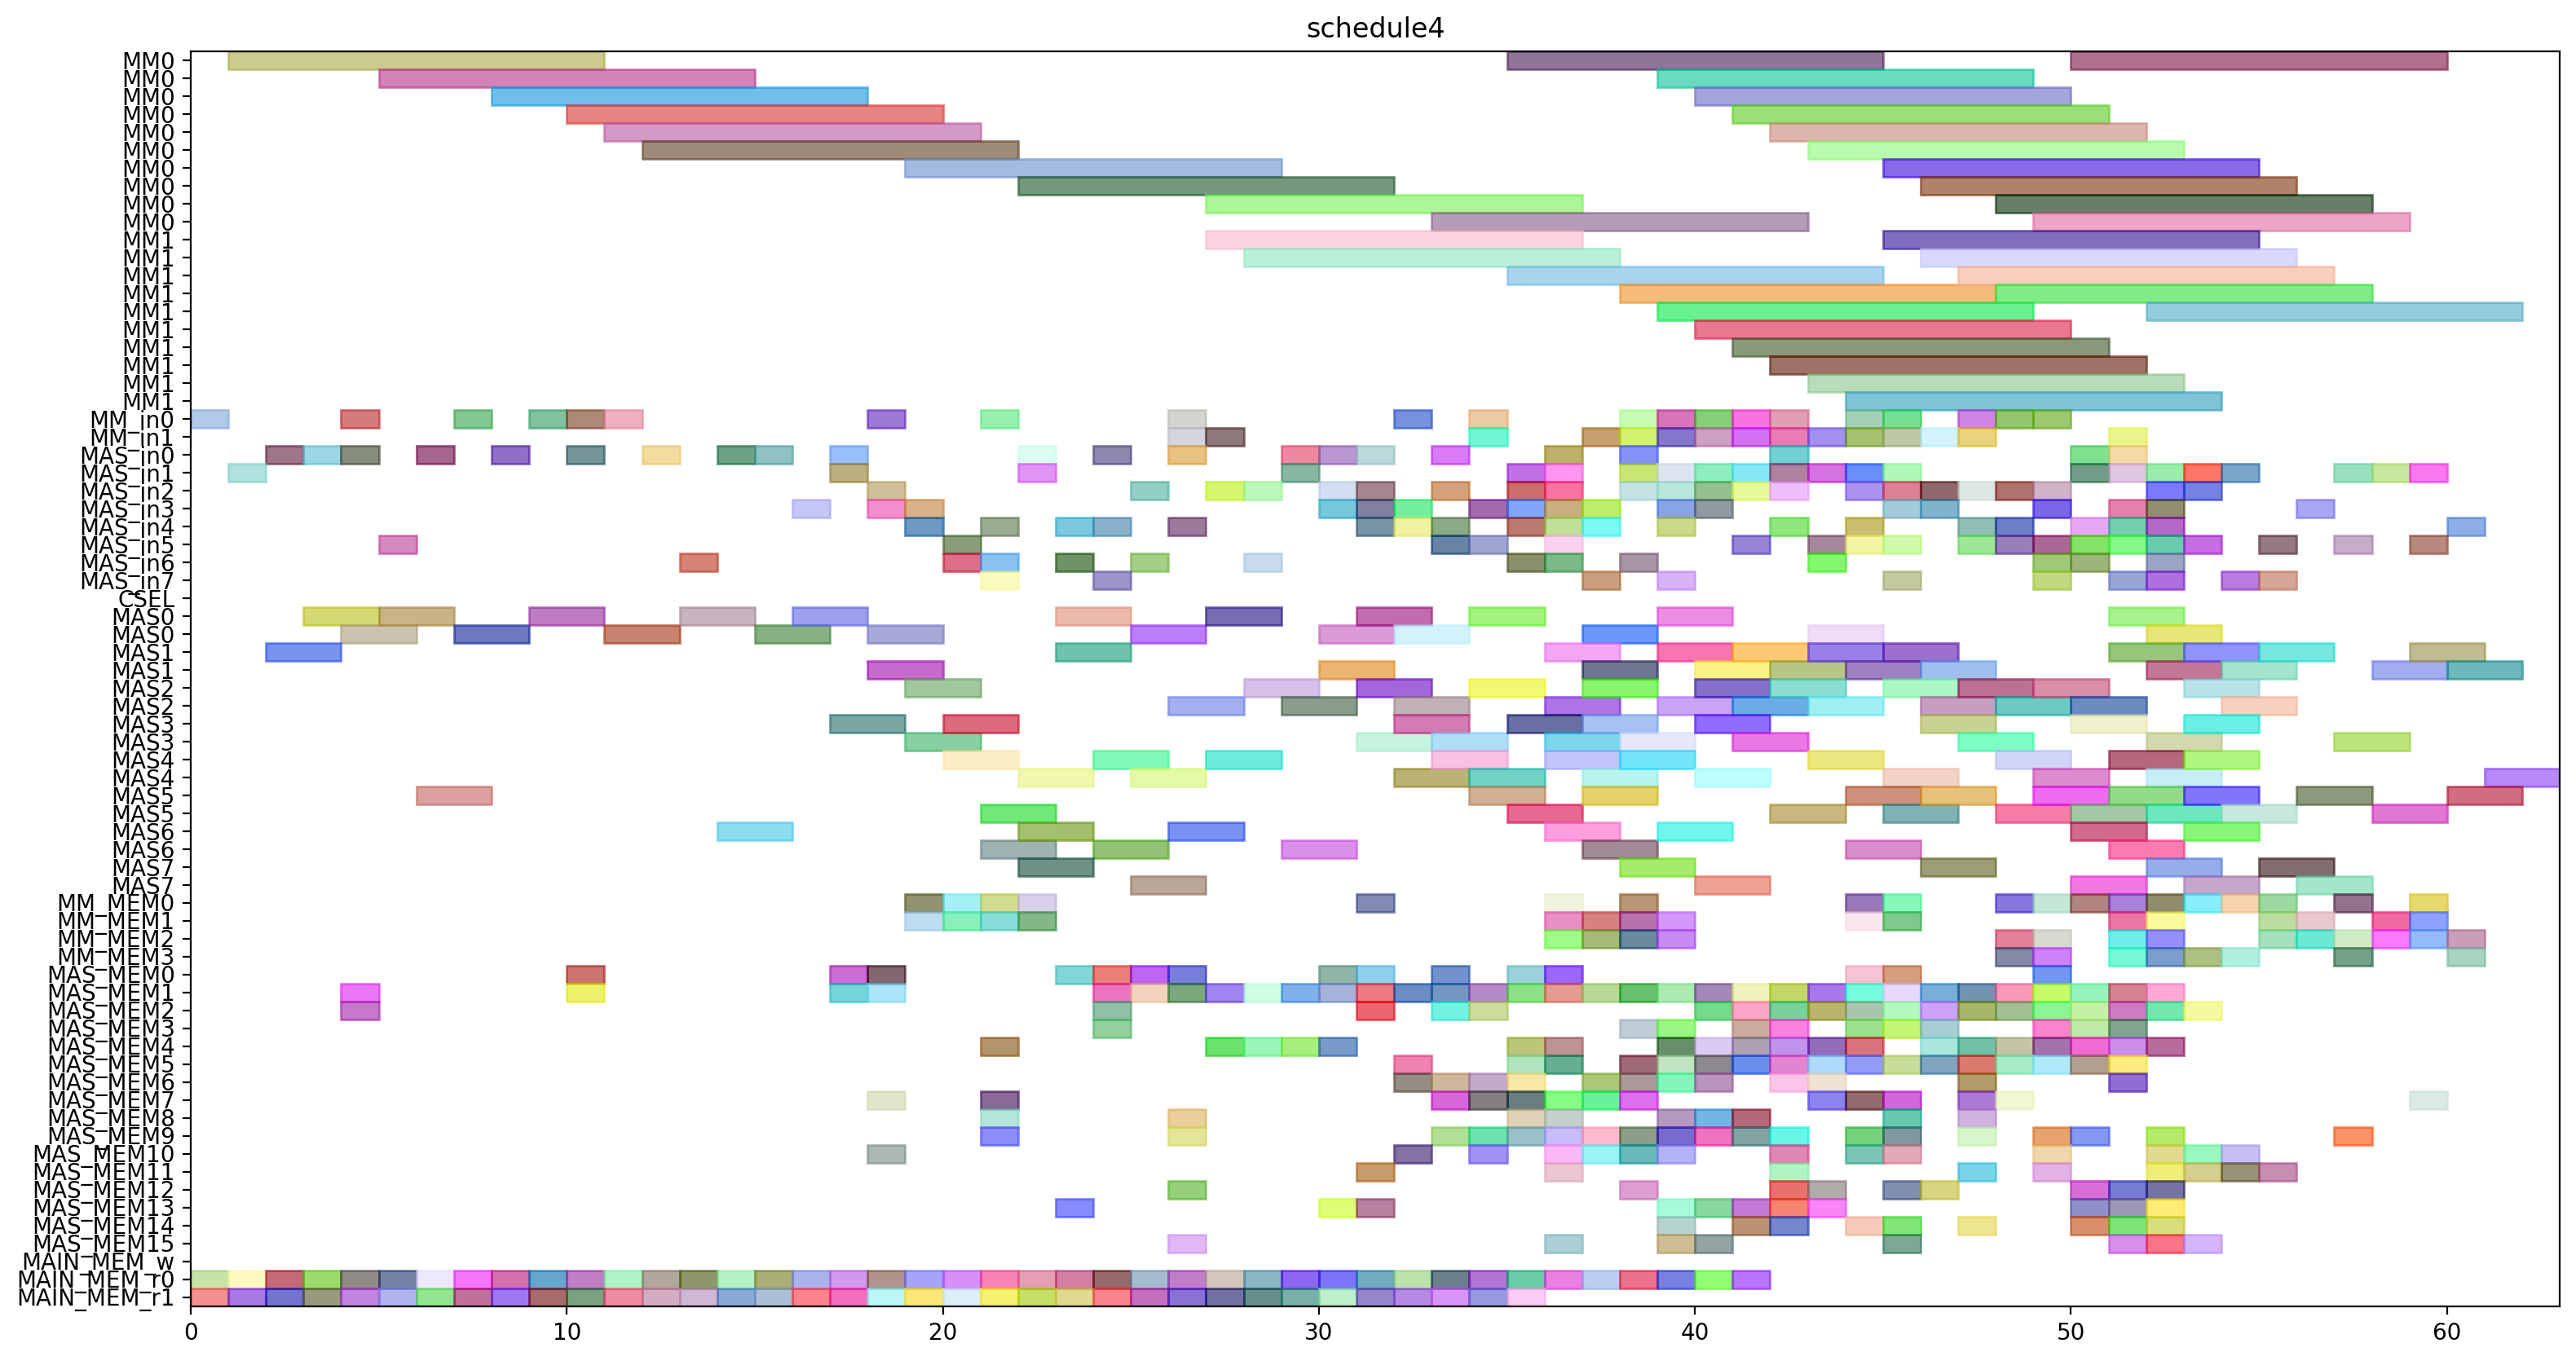 schedule4
MM0
MM0
MM0
MM0
MM0
MM0
MM0
MM0
MM0
MM0
MM1
MM1
MM1
MM1
MM1
MM1
MM1
MM1
MM1
MM1
MM_in0
MM_in1
MAS_in0
MAS_in1
MAS_in2
MAS_in3
MAS_in4
MAS_in5
MAS_in6
MAS_in7
CSEL
MAS0
MAS0
MAS1
MAS1
MAS2
MAS2
MAS3
MAS3
MAS4
MAS4
MAS5
MAS5
MAS6
MAS6
MAS7
MAS7
MM_MEM0
MM_MEM1
MM_MEM2
MM_MEM3
MAS_MEM0
MAS_MEM1
MAS_MEM2
MAS_MEM3
MAS_MEM4
MAS_MEM5
MAS_MEM6
MAS_MEM7
MAS_MEM8
MAS_MEM9
MAS_MEM10
MAS_MEM11
MAS_MEM12
MAS_MEM13
MAS_MEM14
MAS_MEM15
MAIN_MEM_w
MAIN_MEM_r0
MAIN_MEM_r1
0 10 20 30 40 50 60